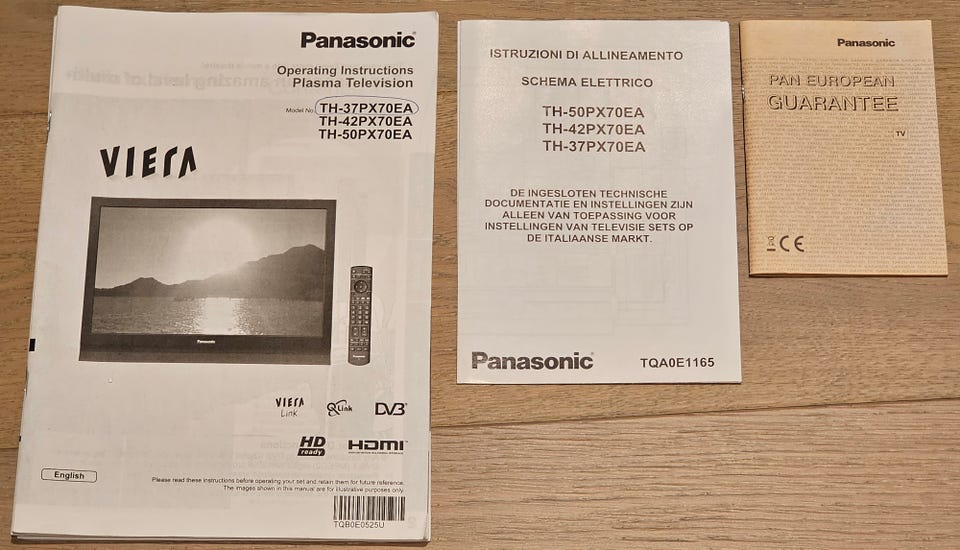 Panasonic
Operating Instructions
Plasma Television
Model No. TH-37PX70EA
TH-42PX70EA
TH-50PX70EA
VIERA
Panasonic
VIERA Link
Q Link
DVB
HD ready
HDMI
English
Please read these instructions before operating your set and retain them for future reference.
The images shown in this manual are for illustrative purposes only.
TQB0E0525U
ISTRUZIONI DI ALLINEAMENTO
SCHEMA ELETTRICO
TH-50PX70EA
TH-42PX70EA
TH-37PX70EA
DE INGESLOTEN TECHNISCHE
DOCUMENTATIE EN INSTELLINGEN ZIJN
ALLEEN VAN TOEPASSING VOOR
INSTELLINGEN VAN TELEVISIE SETS OP
DE ITALIAANSE MARKT.
Panasonic
TQA0E1165
Panasonic
PAN EUROPEAN
GUARANTEE
TV
CE